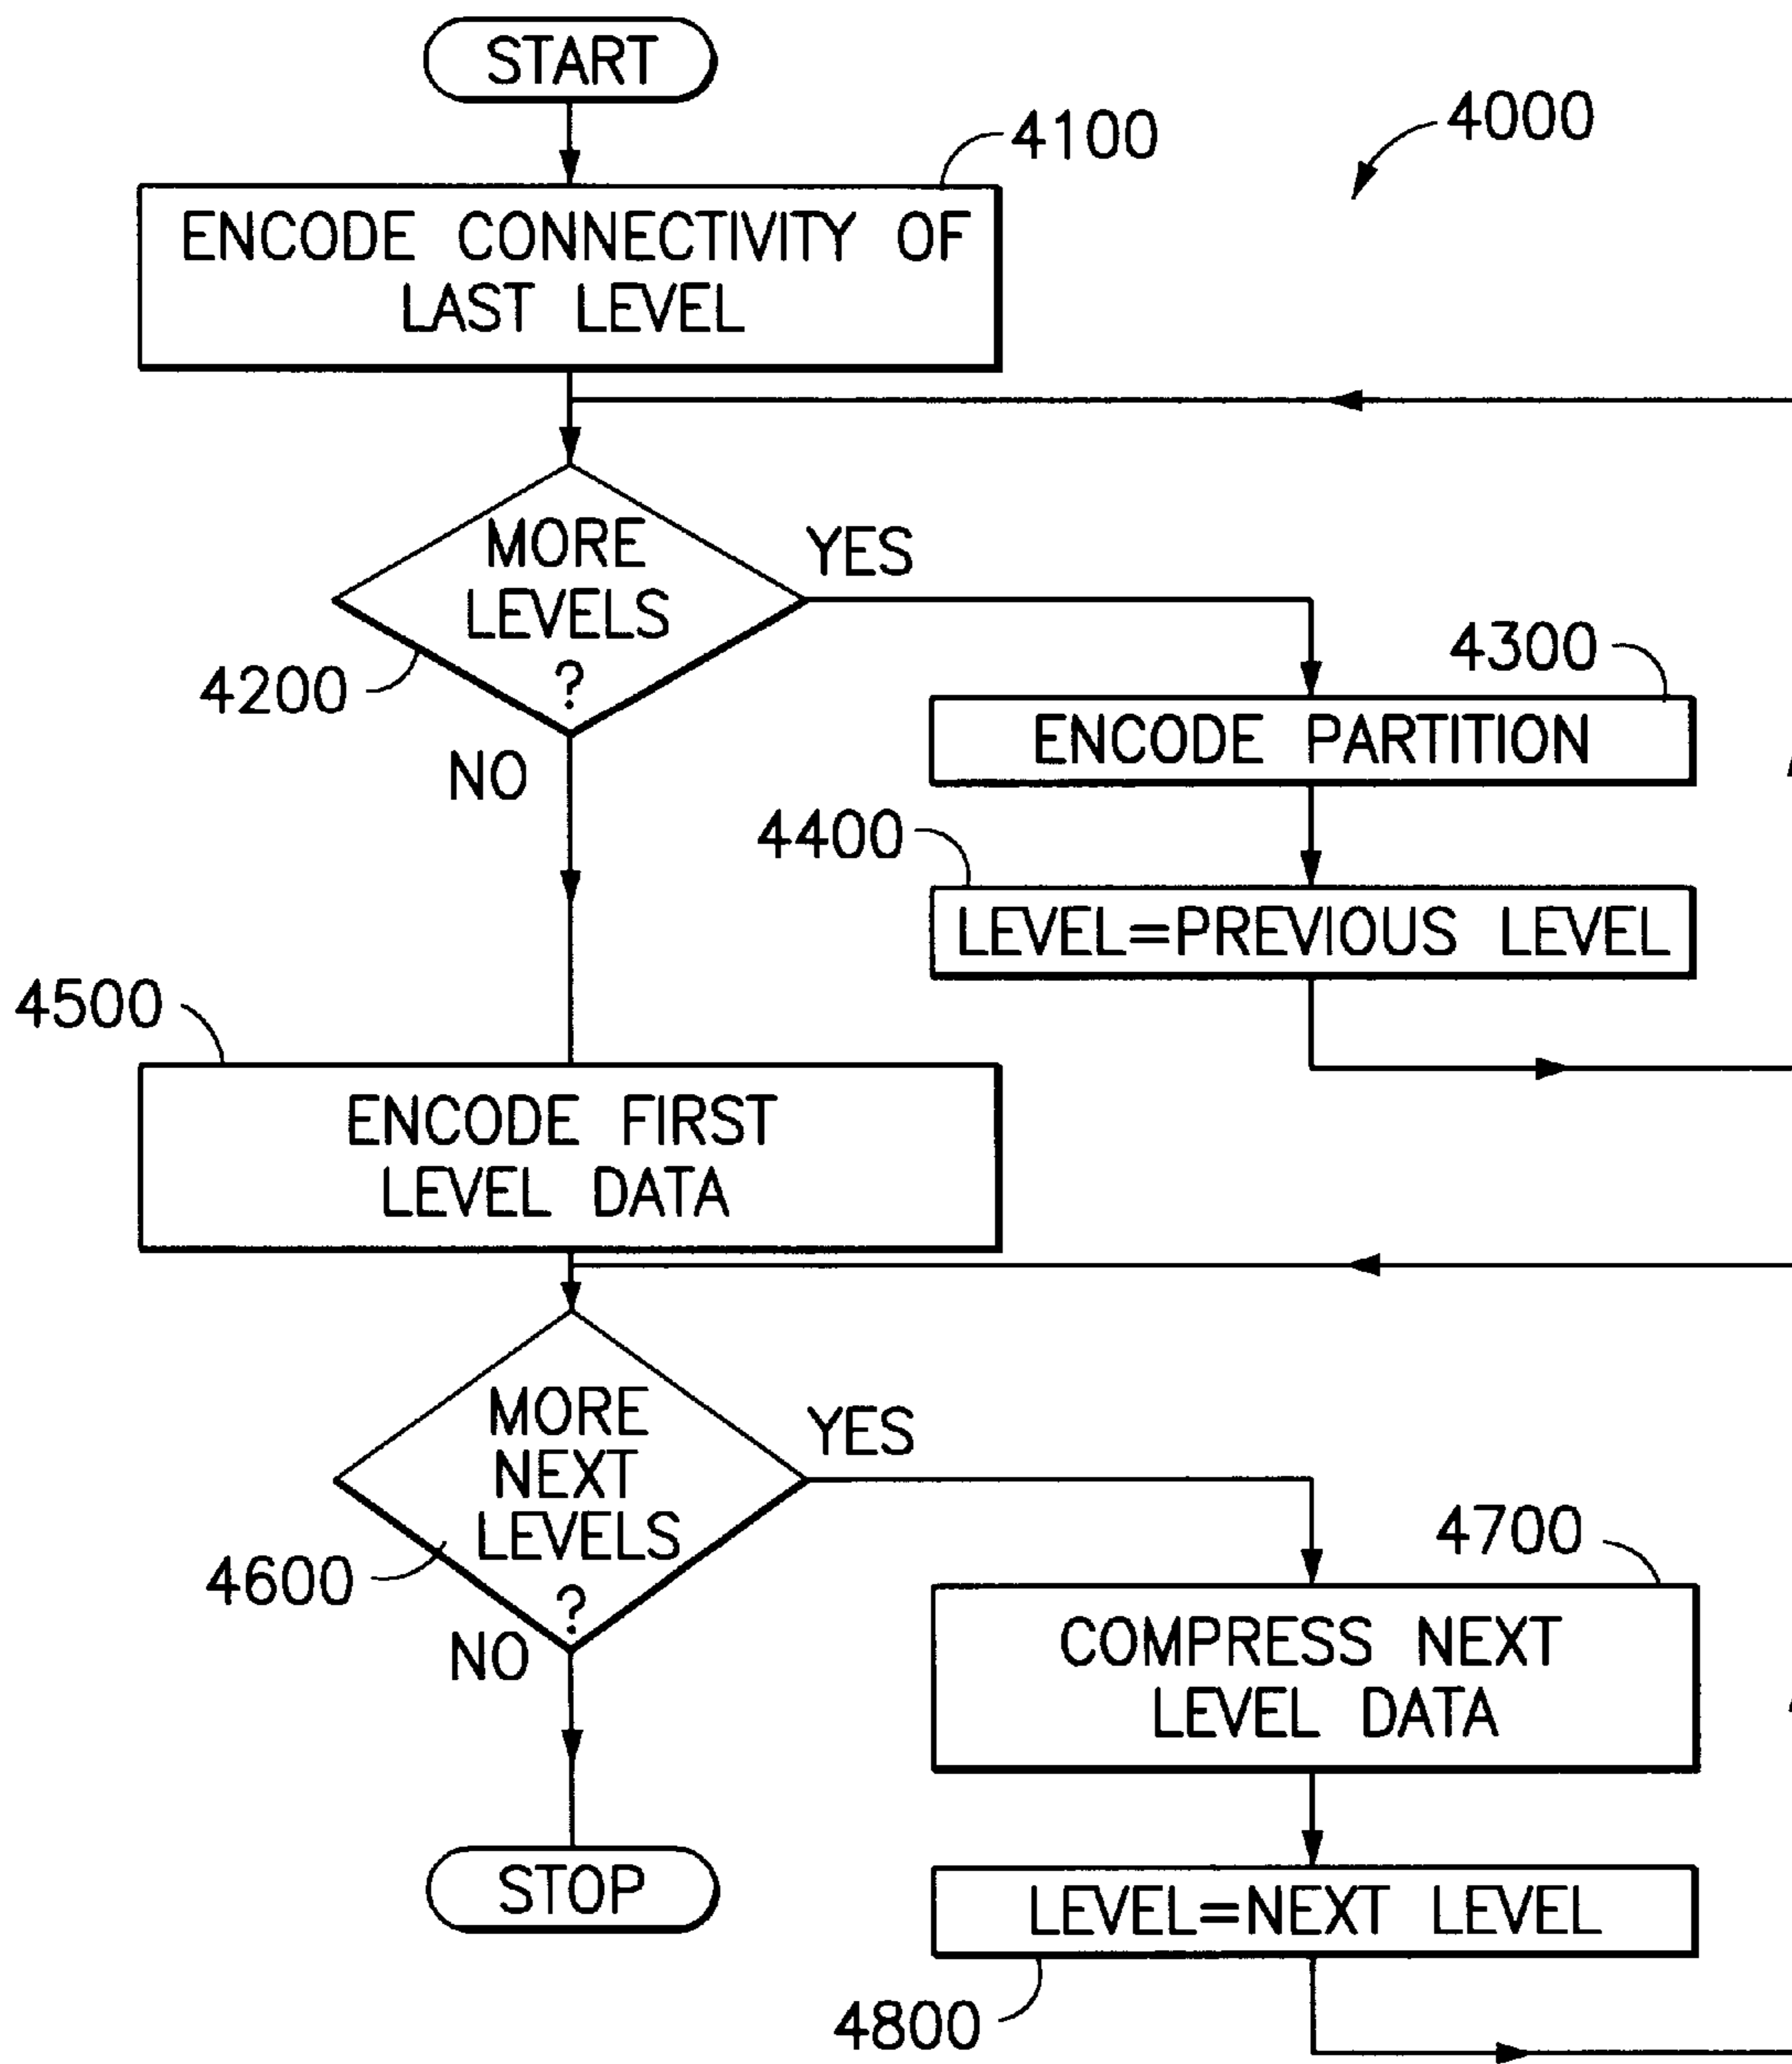 START
4000
4100
ENCODE CONNECTIVITY OF
LAST LEVEL
MORE
LEVELS
?
YES
4200
NO
4300
ENCODE PARTITION
4400
LEVEL=PREVIOUS LEVEL
4500
ENCODE FIRST
LEVEL DATA
MORE
NEXT
LEVELS
?
YES
4600
NO
4700
COMPRESS NEXT
LEVEL DATA
STOP
LEVEL=NEXT LEVEL
4800